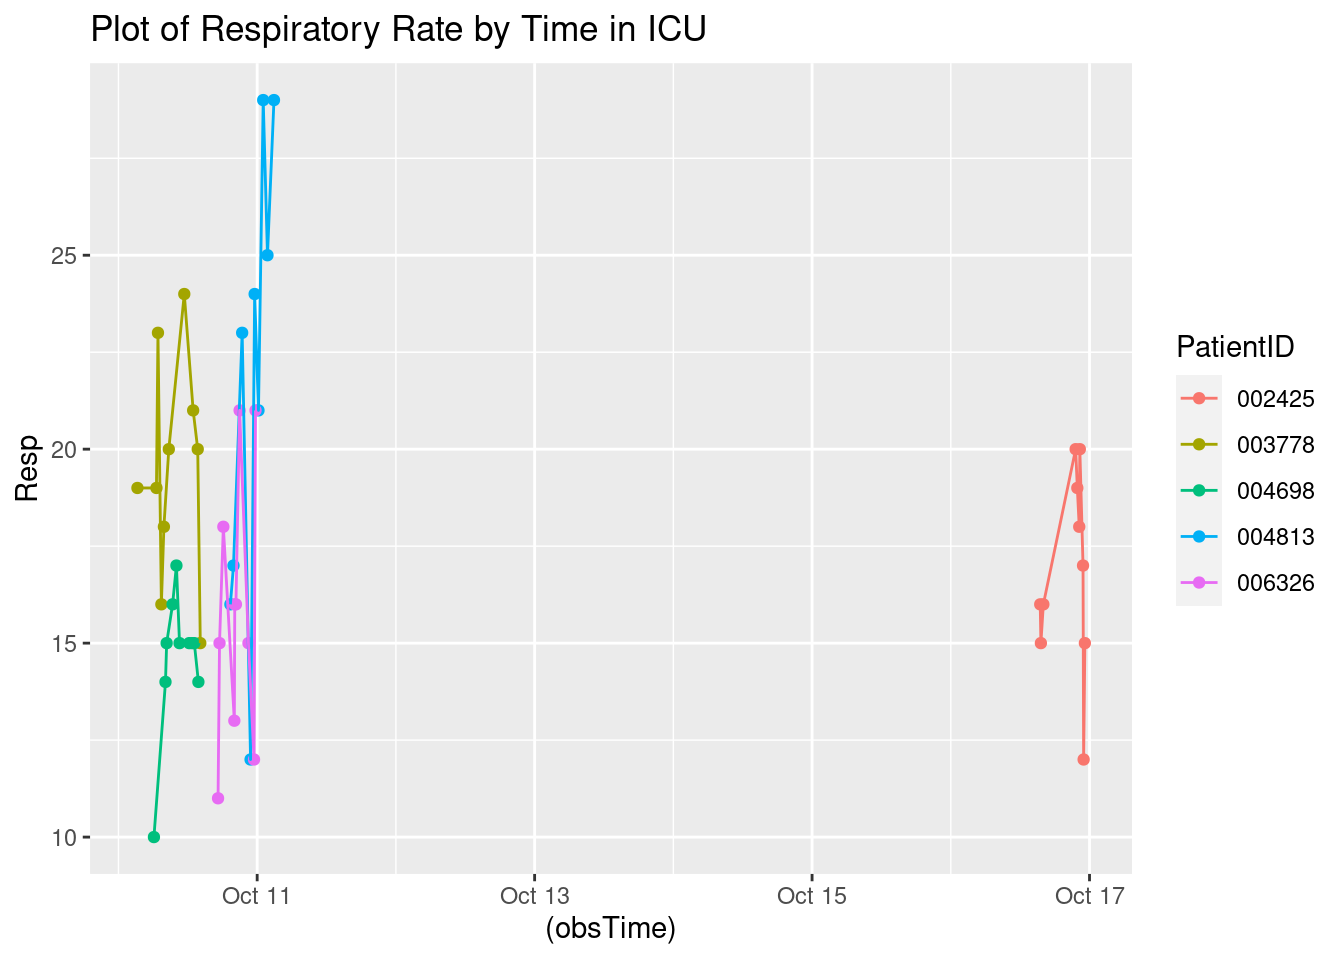 Plot of Respiratory Rate by Time in ICU
Resp
25
20
15
10
Oct 11
Oct 13
Oct 15
Oct 17
(obsTime)
PatientID
002425
003778
004698
004813
006326